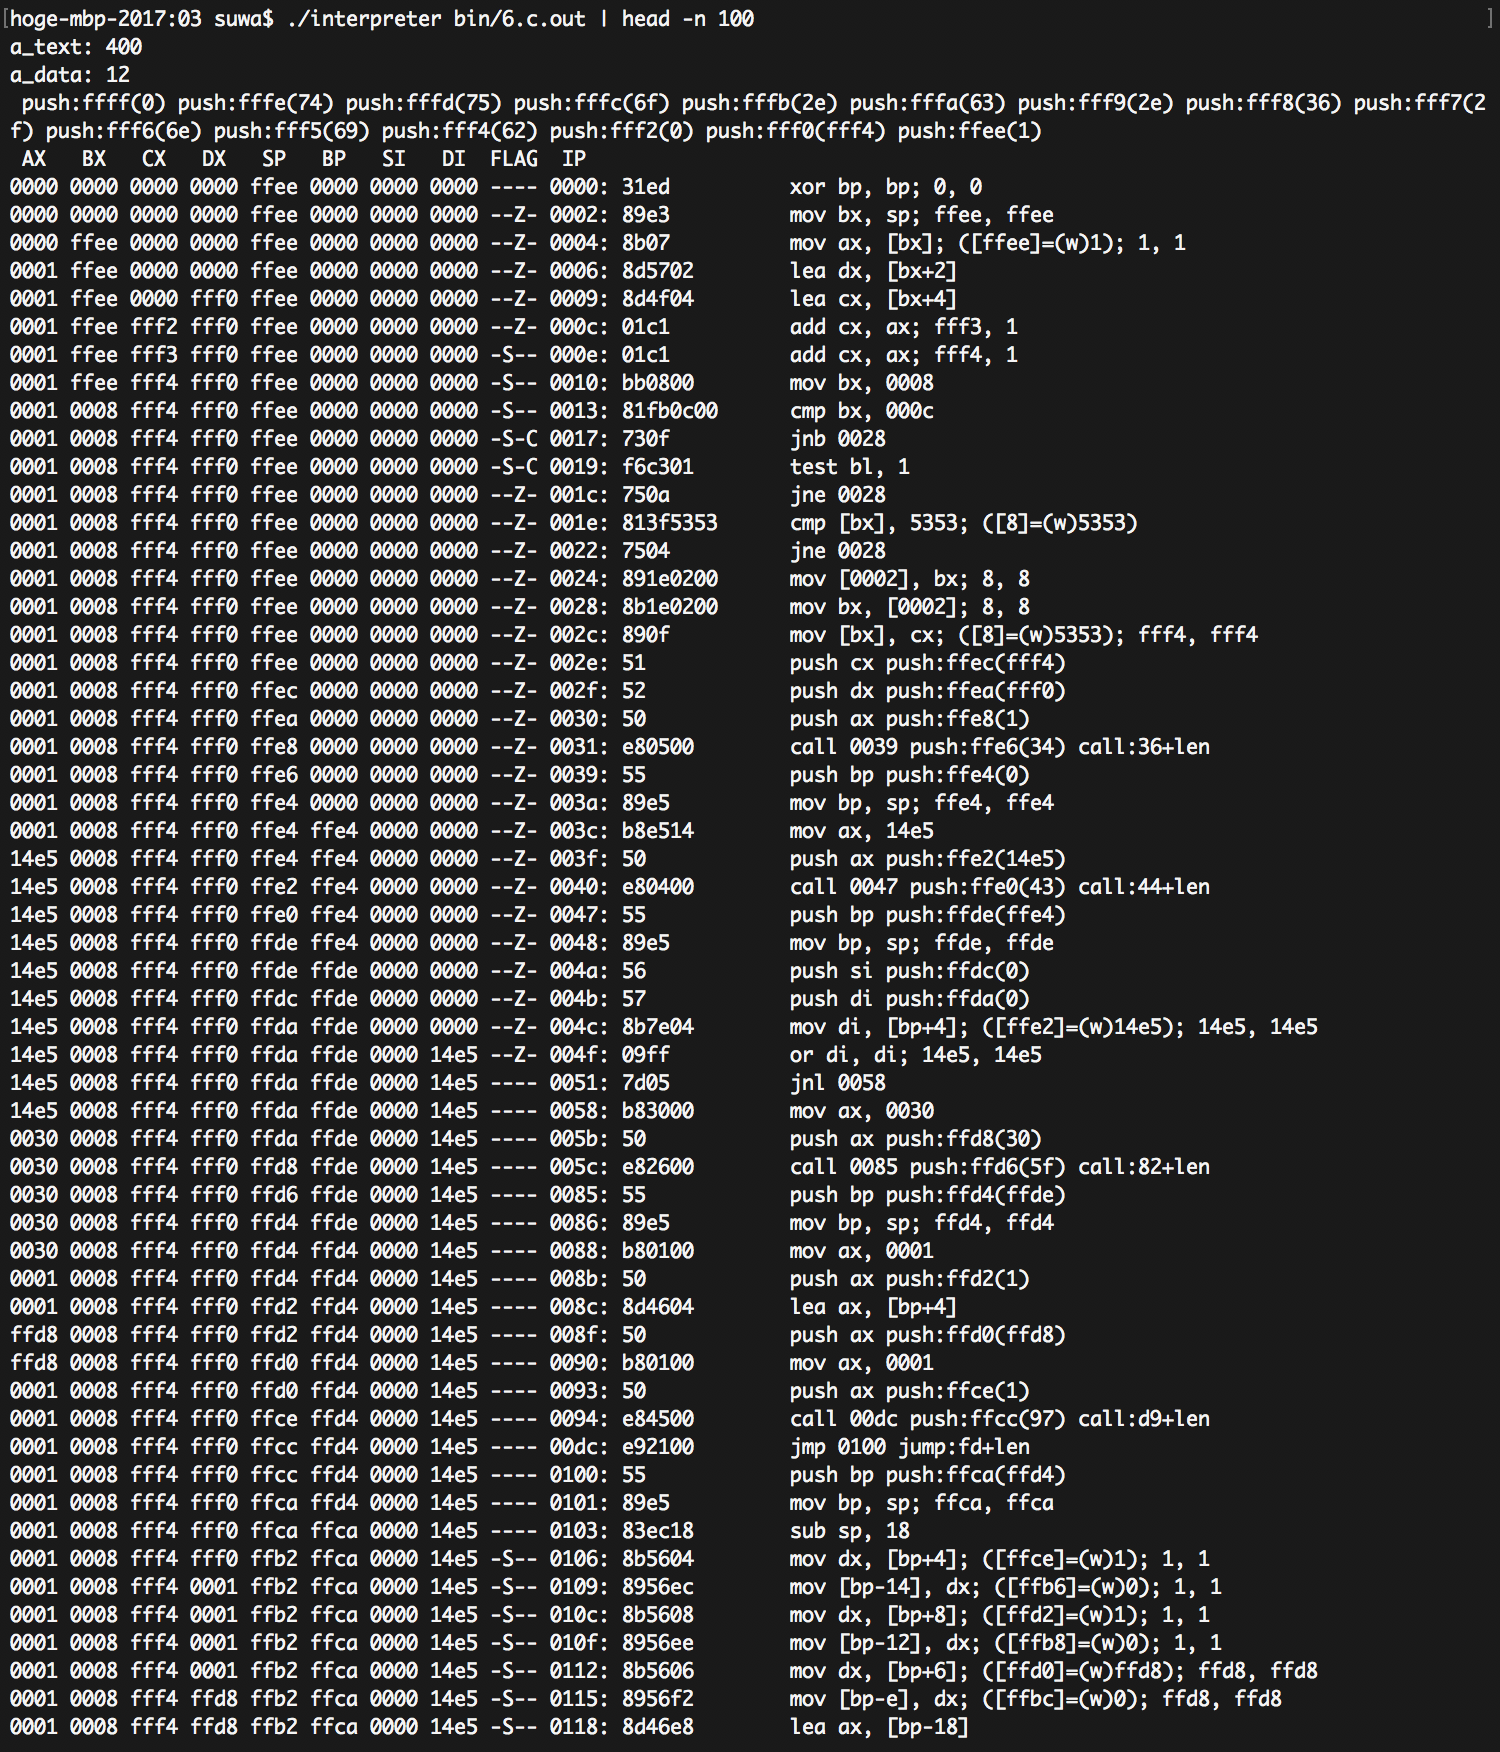 [hoge-mbp-2017:03 suwa$ ./interpreter bin/6.c.out | head -n 100 ]
a_text: 400
a_data: 12
 push:ffff(0) push:fffe(74) push:fffd(75) push:fffc(6f) push:fffb(2e) push:fffa(63) push:fff9(2e) push:fff8(36) push:fff7(2
f) push:fff6(6e) push:fff5(69) push:fff4(62) push:fff2(0) push:fff0(fff4) push:ffee(1)
 AX   BX   CX   DX   SP   BP   SI   DI  FLAG  IP
0000 0000 0000 0000 ffee 0000 0000 0000 ---- 0000: 31ed          xor bp, bp; 0, 0
0000 0000 0000 0000 ffee 0000 0000 0000 --Z- 0002: 89e3          mov bx, sp; ffee, ffee
0000 ffee 0000 0000 ffee 0000 0000 0000 --Z- 0004: 8b07          mov ax, [bx]; ([ffee]=(w)1); 1, 1
0001 ffee 0000 0000 ffee 0000 0000 0000 --Z- 0006: 8d5702        lea dx, [bx+2]
0001 ffee 0000 fff0 ffee 0000 0000 0000 --Z- 0009: 8d4f04        lea cx, [bx+4]
0001 ffee fff2 fff0 ffee 0000 0000 0000 --Z- 000c: 01c1          add cx, ax; fff3, 1
0001 ffee fff3 fff0 ffee 0000 0000 0000 -S-- 000e: 01c1          add cx, ax; fff4, 1
0001 ffee fff4 fff0 ffee 0000 0000 0000 -S-- 0010: bb0800        mov bx, 0008
0001 0008 fff4 fff0 ffee 0000 0000 0000 -S-- 0013: 81fb0c00      cmp bx, 000c
0001 0008 fff4 fff0 ffee 0000 0000 0000 -S-C 0017: 730f          jnb 0028
0001 0008 fff4 fff0 ffee 0000 0000 0000 -S-C 0019: f6c301        test bl, 1
0001 0008 fff4 fff0 ffee 0000 0000 0000 --Z- 001c: 750a          jne 0028
0001 0008 fff4 fff0 ffee 0000 0000 0000 --Z- 001e: 813f5353      cmp [bx], 5353; ([8]=(w)5353)
0001 0008 fff4 fff0 ffee 0000 0000 0000 --Z- 0022: 7504          jne 0028
0001 0008 fff4 fff0 ffee 0000 0000 0000 --Z- 0024: 891e0200      mov [0002], bx; 8, 8
0001 0008 fff4 fff0 ffee 0000 0000 0000 --Z- 0028: 8b1e0200      mov bx, [0002]; 8, 8
0001 0008 fff4 fff0 ffee 0000 0000 0000 --Z- 002c: 890f          mov [bx], cx; ([8]=(w)5353); fff4, fff4
0001 0008 fff4 fff0 ffee 0000 0000 0000 --Z- 002e: 51            push cx push:ffec(fff4)
0001 0008 fff4 fff0 ffec 0000 0000 0000 --Z- 002f: 52            push dx push:ffea(fff0)
0001 0008 fff4 fff0 ffea 0000 0000 0000 --Z- 0030: 50            push ax push:ffe8(1)
0001 0008 fff4 fff0 ffe8 0000 0000 0000 --Z- 0031: e80500        call 0039 push:ffe6(34) call:36+len
0001 0008 fff4 fff0 ffe6 0000 0000 0000 --Z- 0039: 55            push bp push:ffe4(0)
0001 0008 fff4 fff0 ffe4 0000 0000 0000 --Z- 003a: 89e5          mov bp, sp; ffe4, ffe4
0001 0008 fff4 fff0 ffe4 ffe4 0000 0000 --Z- 003c: b8e514        mov ax, 14e5
14e5 0008 fff4 fff0 ffe4 ffe4 0000 0000 --Z- 003f: 50            push ax push:ffe2(14e5)
14e5 0008 fff4 fff0 ffe2 ffe4 0000 0000 --Z- 0040: e80400        call 0047 push:ffe0(43) call:44+len
14e5 0008 fff4 fff0 ffe0 ffe4 0000 0000 --Z- 0047: 55            push bp push:ffde(ffe4)
14e5 0008 fff4 fff0 ffde ffe4 0000 0000 --Z- 0048: 89e5          mov bp, sp; ffde, ffde
14e5 0008 fff4 fff0 ffde ffde 0000 0000 --Z- 004a: 56            push si push:ffdc(0)
14e5 0008 fff4 fff0 ffdc ffde 0000 0000 --Z- 004b: 57            push di push:ffda(0)
14e5 0008 fff4 fff0 ffda ffde 0000 0000 --Z- 004c: 8b7e04        mov di, [bp+4]; ([ffe2]=(w)14e5); 14e5, 14e5
14e5 0008 fff4 fff0 ffda ffde 0000 14e5 --Z- 004f: 09ff          or di, di; 14e5, 14e5
14e5 0008 fff4 fff0 ffda ffde 0000 14e5 ---- 0051: 7d05          jnl 0058
14e5 0008 fff4 fff0 ffda ffde 0000 14e5 ---- 0058: b83000        mov ax, 0030
0030 0008 fff4 fff0 ffda ffde 0000 14e5 ---- 005b: 50            push ax push:ffd8(30)
0030 0008 fff4 fff0 ffd8 ffde 0000 14e5 ---- 005c: e82600        call 0085 push:ffd6(5f) call:82+len
0030 0008 fff4 fff0 ffd6 ffde 0000 14e5 ---- 0085: 55            push bp push:ffd4(ffde)
0030 0008 fff4 fff0 ffd4 ffde 0000 14e5 ---- 0086: 89e5          mov bp, sp; ffd4, ffd4
0030 0008 fff4 fff0 ffd4 ffd4 0000 14e5 ---- 0088: b80100        mov ax, 0001
0001 0008 fff4 fff0 ffd4 ffd4 0000 14e5 ---- 008b: 50            push ax push:ffd2(1)
0001 0008 fff4 fff0 ffd2 ffd4 0000 14e5 ---- 008c: 8d4604        lea ax, [bp+4]
ffd8 0008 fff4 fff0 ffd2 ffd4 0000 14e5 ---- 008f: 50            push ax push:ffd0(ffd8)
ffd8 0008 fff4 fff0 ffd0 ffd4 0000 14e5 ---- 0090: b80100        mov ax, 0001
0001 0008 fff4 fff0 ffd0 ffd4 0000 14e5 ---- 0093: 50            push ax push:ffce(1)
0001 0008 fff4 fff0 ffce ffd4 0000 14e5 ---- 0094: e84500        call 00dc push:ffcc(97) call:d9+len
0001 0008 fff4 fff0 ffcc ffd4 0000 14e5 ---- 00dc: e92100        jmp 0100 jump:fd+len
0001 0008 fff4 fff0 ffcc ffd4 0000 14e5 ---- 0100: 55            push bp push:ffca(ffd4)
0001 0008 fff4 fff0 ffca ffd4 0000 14e5 ---- 0101: 89e5          mov bp, sp; ffca, ffca
0001 0008 fff4 fff0 ffca ffca 0000 14e5 ---- 0103: 83ec18        sub sp, 18
0001 0008 fff4 fff0 ffb2 ffca 0000 14e5 -S-- 0106: 8b5604        mov dx, [bp+4]; ([ffce]=(w)1); 1, 1
0001 0008 fff4 0001 ffb2 ffca 0000 14e5 -S-- 0109: 8956ec        mov [bp-14], dx; ([ffb6]=(w)0); 1, 1
0001 0008 fff4 0001 ffb2 ffca 0000 14e5 -S-- 010c: 8b5608        mov dx, [bp+8]; ([ffd2]=(w)1); 1, 1
0001 0008 fff4 0001 ffb2 ffca 0000 14e5 -S-- 010f: 8956ee        mov [bp-12], dx; ([ffb8]=(w)0); 1, 1
0001 0008 fff4 0001 ffb2 ffca 0000 14e5 -S-- 0112: 8b5606        mov dx, [bp+6]; ([ffd0]=(w)ffd8); ffd8, ffd8
0001 0008 fff4 ffd8 ffb2 ffca 0000 14e5 -S-- 0115: 8956f2        mov [bp-e], dx; ([ffbc]=(w)0); ffd8, ffd8
0001 0008 fff4 ffd8 ffb2 ffca 0000 14e5 -S-- 0118: 8d46e8        lea ax, [bp-18]